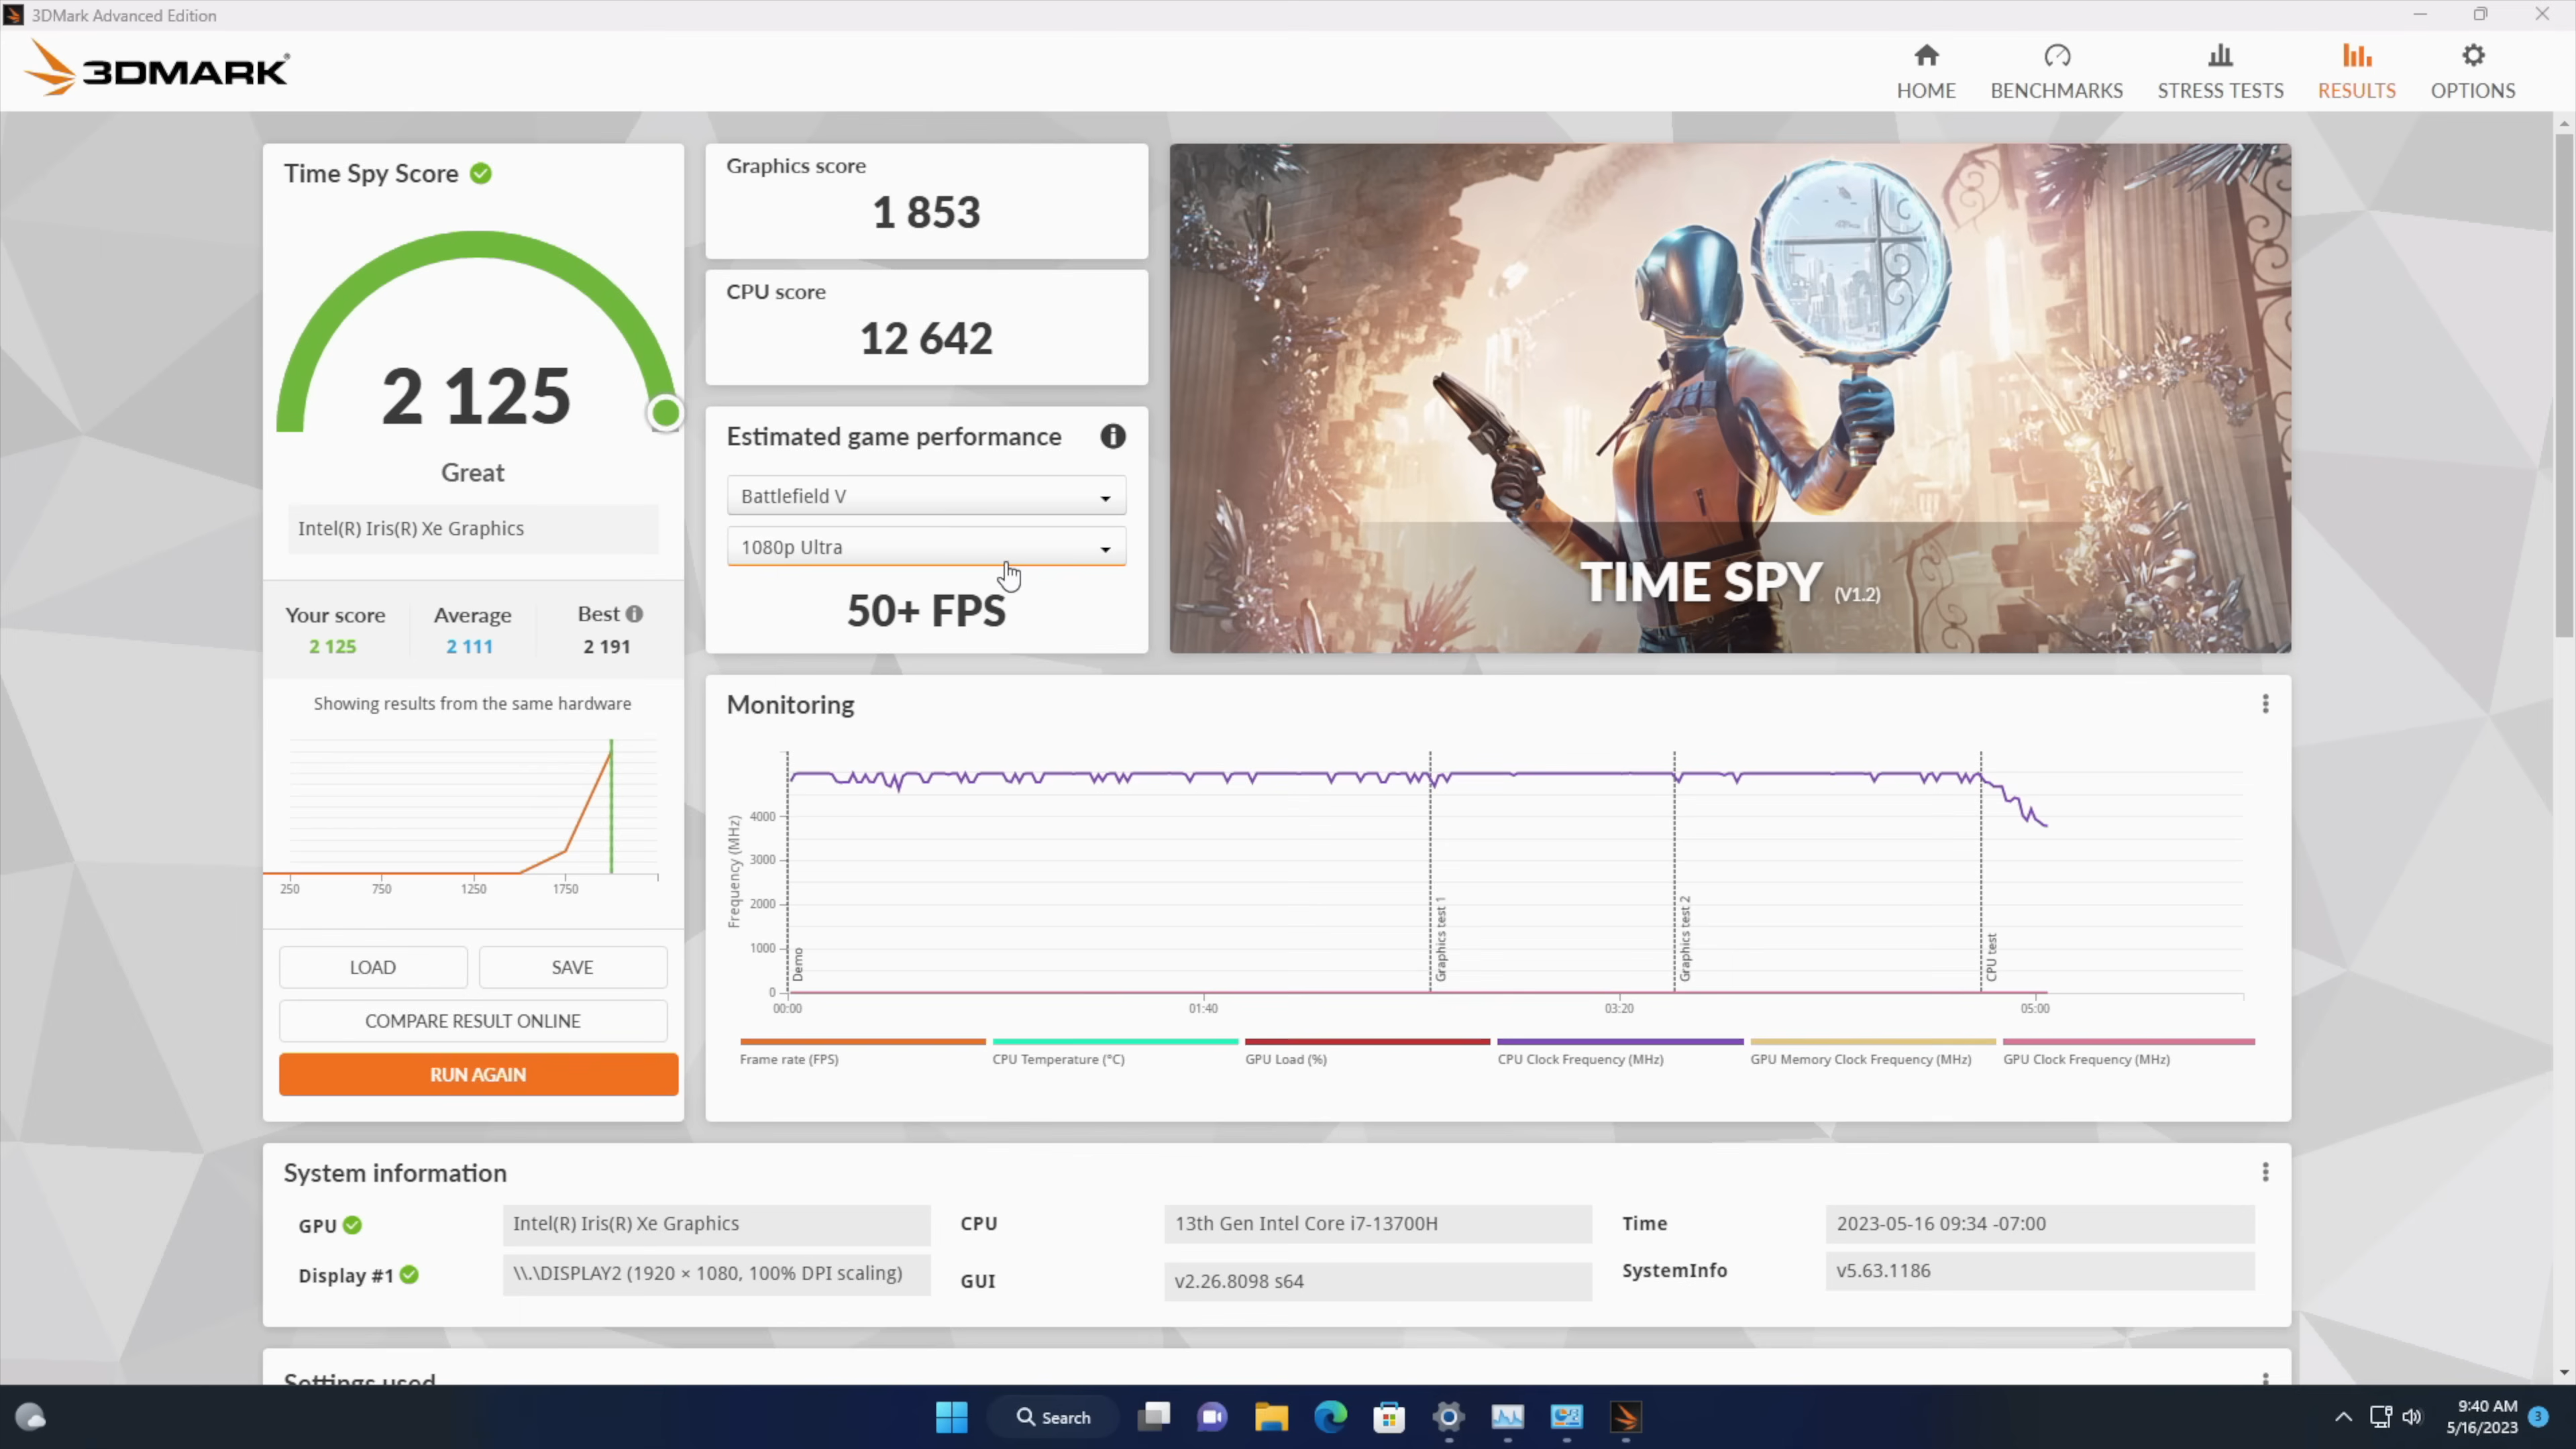 3DMark Advanced Edition
3DMARK®
HOME
BENCHMARKS
STRESS TESTS
RESULTS
OPTIONS
Time Spy Score
2 125
Great
Intel(R) Iris(R) Xe Graphics
Your score
Average
Best
2 125
2 111
2 191
Showing results from the same hardware
250
750
1250
1750
LOAD
SAVE
COMPARE RESULT ONLINE
RUN AGAIN
Graphics score
1 853
CPU score
12 642
Estimated game performance
Battlefield V
1080p Ultra
50+ FPS
TIME SPY (V1.2)
Monitoring
Frequency (MHz)
4000
3000
2000
1000
0
Demo
Graphics test 1
Graphics test 2
CPU test
00:00
01:40
03:20
05:00
Frame rate (FPS)
CPU Temperature (°C)
GPU Load (%)
CPU Clock Frequency (MHz)
GPU Memory Clock Frequency (MHz)
GPU Clock Frequency (MHz)
System information
GPU
Intel(R) Iris(R) Xe Graphics
CPU
13th Gen Intel Core i7-13700H
Time
2023-05-16 09:34 -07:00
Display #1
\\.\DISPLAY2 (1920 × 1080, 100% DPI scaling)
GUI
v2.26.8098 s64
SystemInfo
v5.63.1186
Settings used
Search
9:40 AM
5/16/2023
3